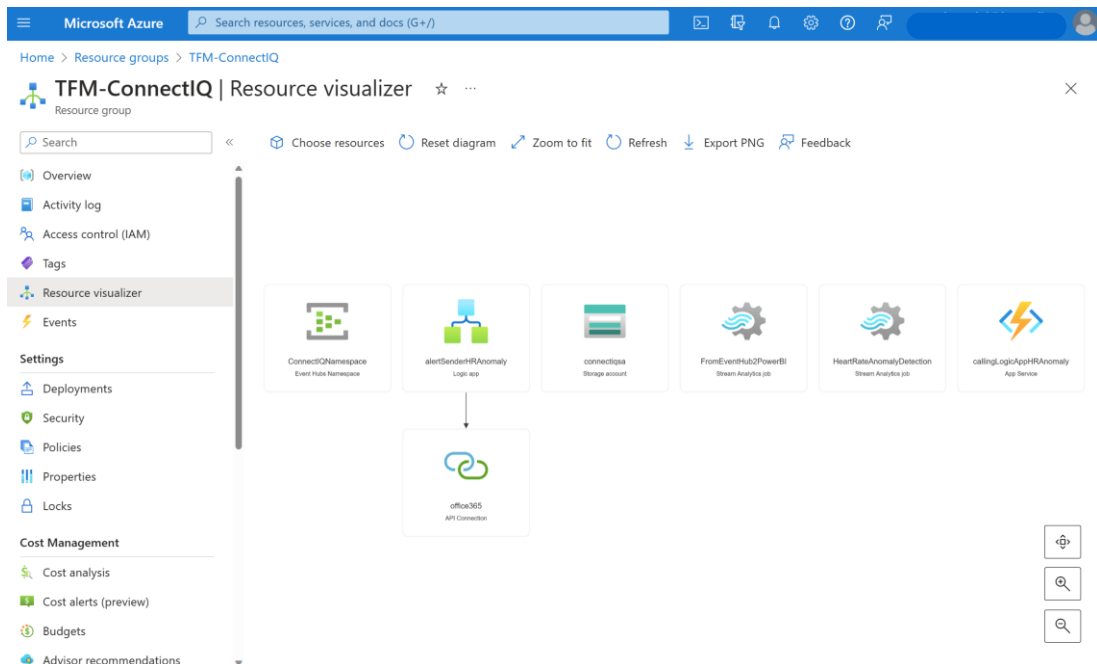 Microsoft Azure
Search resources, services, and docs (G+/)
Home > Resource groups > TFM-ConnectIQ
TFM-ConnectIQ | Resource visualizer
Resource group
Search
Choose resources
Reset diagram
Zoom to fit
Refresh
Export PNG
Feedback
Overview
Activity log
Access control (IAM)
Tags
Resource visualizer
Events
Settings
Deployments
Security
Policies
Properties
Locks
Cost Management
Cost analysis
Cost alerts (preview)
Budgets
Advisor recommendations
ConnectIQNamespace
Event Hubs Namespace
alertSenderHRAnomaly
Logic app
connectiqsa
Storage account
FromEventHub2PowerBI
Stream Analytics job
HeartRateAnomalyDetection
Stream Analytics job
callingLogicAppHRAnomaly
App Service
office365
API Connection